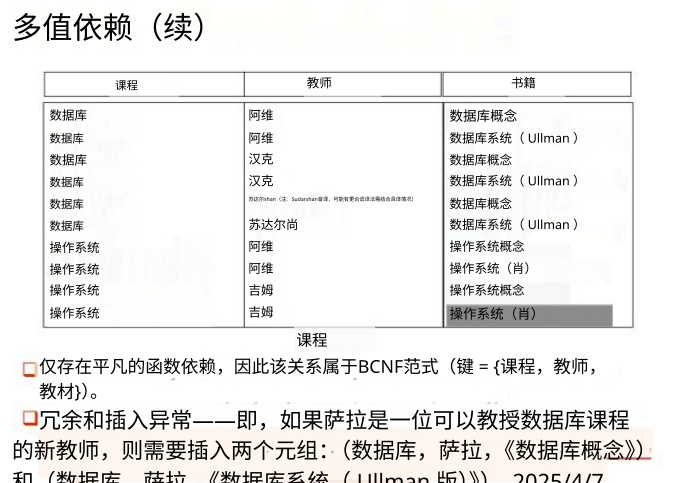 多值依赖（续）
课程 教师 书籍
数据库 阿维 数据库概念
数据库 阿维 数据库系统（ Ullman ）
数据库 汉克 数据库概念
数据库 汉克 数据库系统（ Ullman ）
数据库 苏达尔shan（注：Sudarshan音译，可能有更合适译法需结合具体情况） 数据库概念
数据库 苏达尔尚 数据库系统（ Ullman ）
操作系统 阿维 操作系统概念
操作系统 阿维 操作系统（肖）
操作系统 吉姆 操作系统概念
操作系统 吉姆 操作系统（肖）
课程
仅存在平凡的函数依赖，因此该关系属于BCNF范式（键 = {课程，教师，
教材}）。
冗余和插入异常——即，如果萨拉是一位可以教授数据库课程
的新教师，则需要插入两个元组：（数据库，萨拉，《数据库概念》）
和（数据库，萨拉，《数据库系统（ Ullman 版）》） 2025/4/7